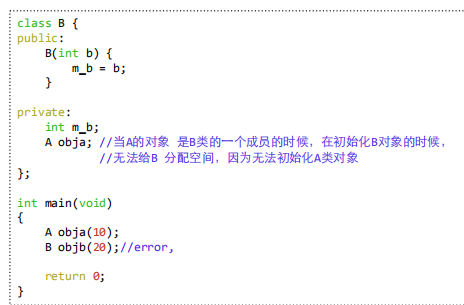 class B {
public:
    B(int b) {
        m_b = b;
    }

private:
    int m_b;
    A obja; //当A的对象 是B类的一个成员的时候，在初始化B对象的时候，
            //无法给B 分配空间，因为无法初始化A类对象
};

int main(void)
{
    A obja(10);
    B objb(20);//error,

    return 0;
}